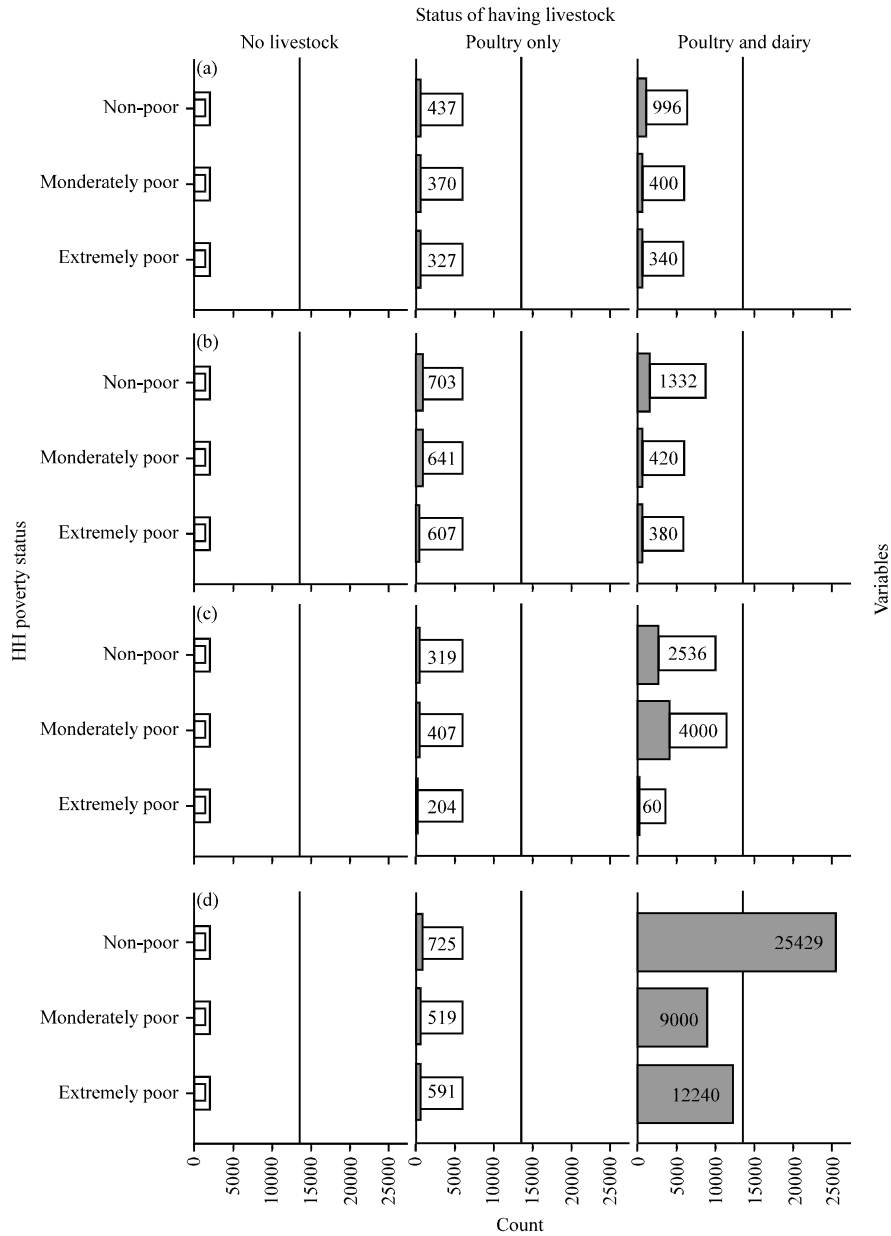 Status of having livestock
No livestock Poultry only Poultry and dairy
(a)
Non-poor 437 996
Monderately poor 370 400
Extremely poor 327 340
(b)
Non-poor 703 1332
Monderately poor 641 420
Extremely poor 607 380
(c)
Non-poor 319 2536
Monderately poor 407 4000
Extremely poor 204 60
(d)
Non-poor 725 25429
Monderately poor 519 9000
Extremely poor 591 12240
0 5000 10000 15000 20000 25000 0 5000 10000 15000 20000 25000 0 5000 10000 15000 20000 25000
Count
HH poverty status
Variables